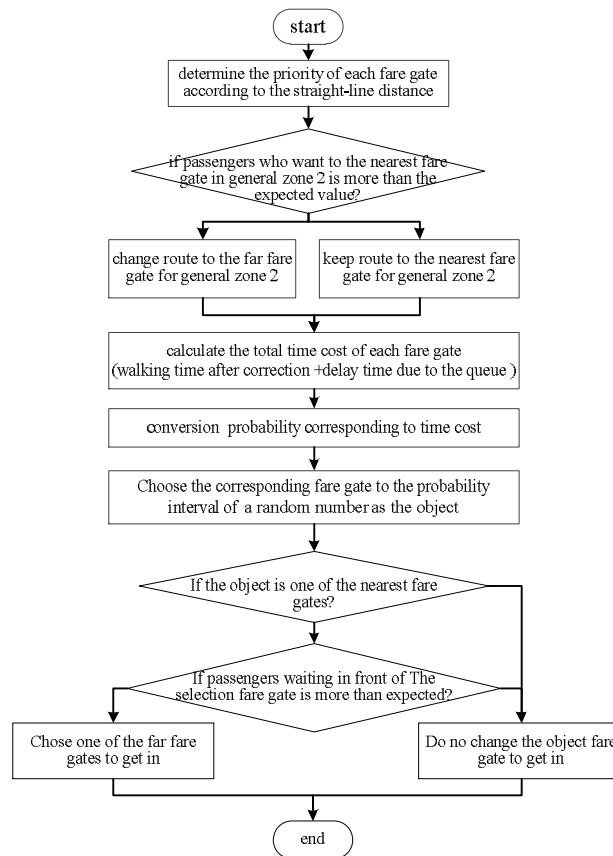 start
determine the priority of each fare gate
according to the straight-line distance
if passengers who want to the nearest fare
gate in general zone 2 is more than the
expected value?
change route to the far fare
gate for general zone 2
keep route to the nearest fare
gate for general zone 2
calculate the total time cost of each fare gate
(walking time after correction +delay time due to the queue )
conversion probability corresponding to time cost
Choose the corresponding fare gate to the probability
interval of a random number as the object
If the object is one of the nearest fare
gates?
If passengers waiting in front of The
selection fare gate is more than expected?
Chose one of the far fare
gates to get in
Do no change the object fare
gate to get in
end